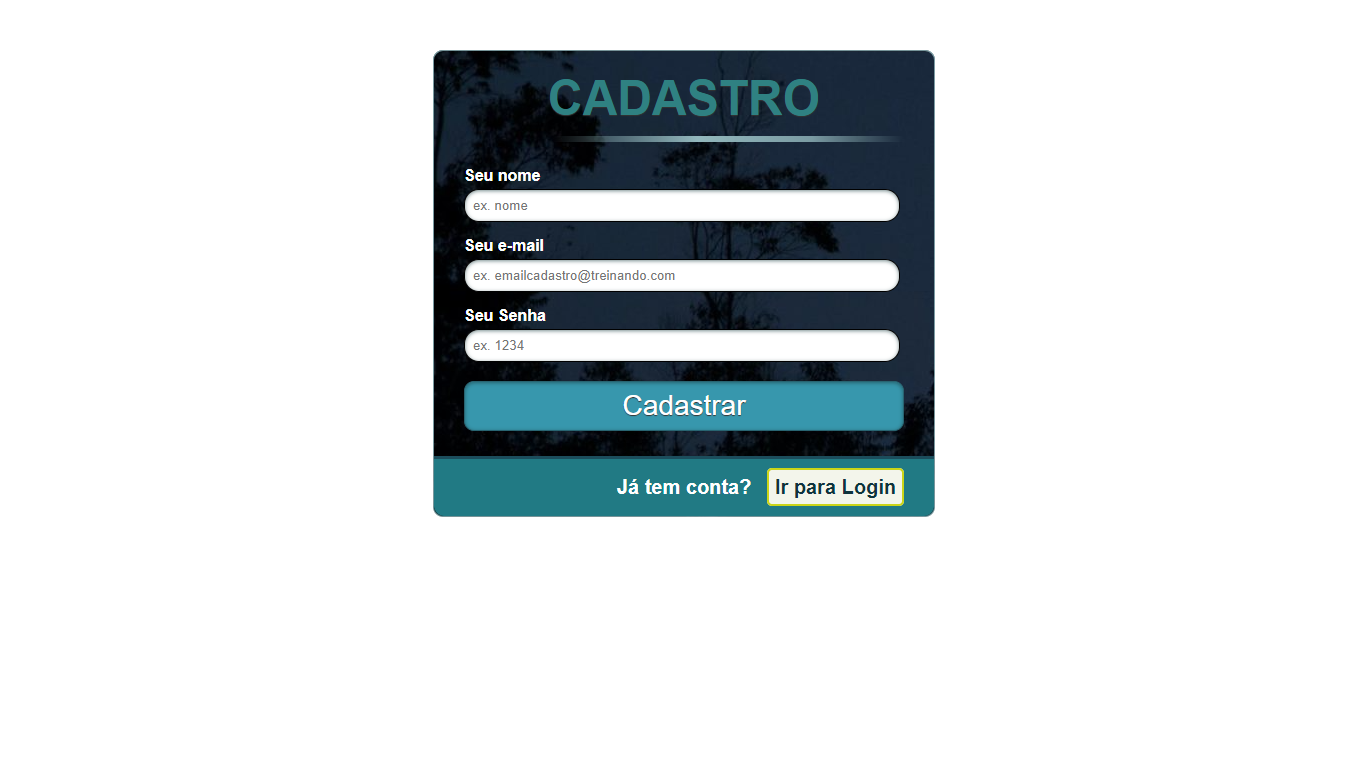 CADASTRO
Seu nome
ex. nome
Seu e-mail
ex. emailcadastro@treinando.com
Seu Senha
ex. 1234
Cadastrar
Já tem conta? Ir para Login